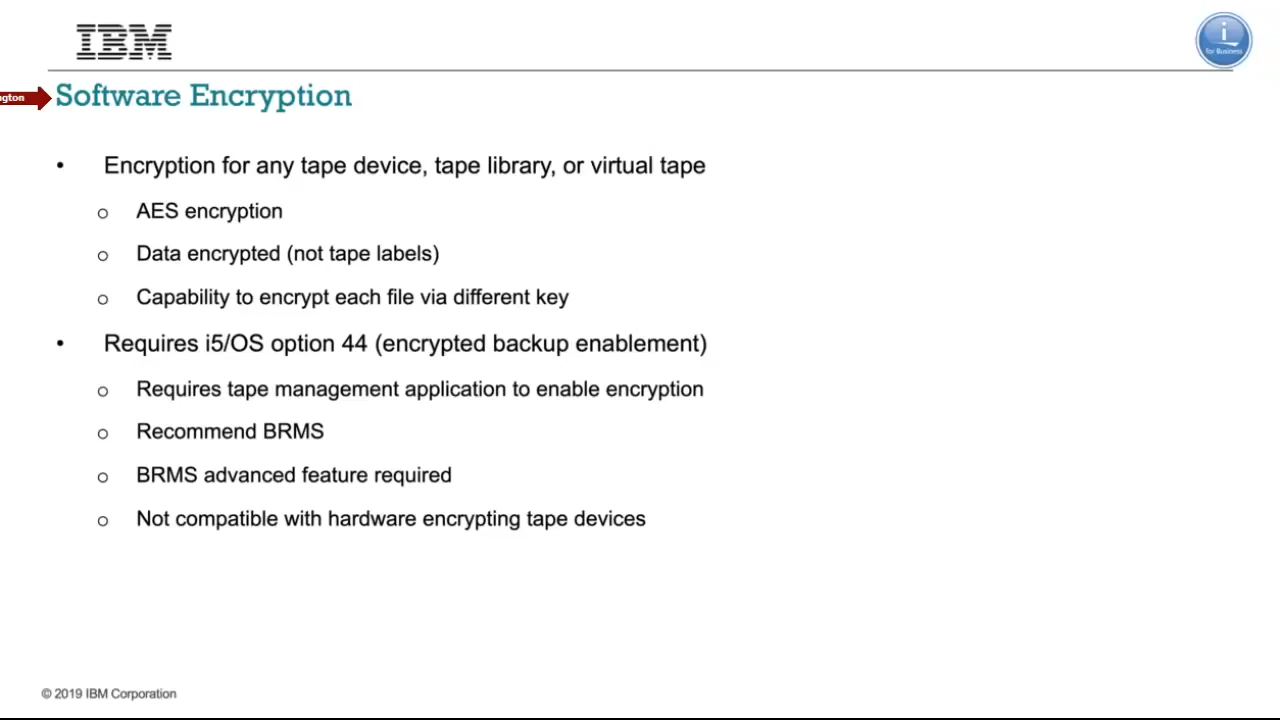 IBM
i
for Business
Software Encryption
• Encryption for any tape device, tape library, or virtual tape
o AES encryption
o Data encrypted (not tape labels)
o Capability to encrypt each file via different key
• Requires i5/OS option 44 (encrypted backup enablement)
o Requires tape management application to enable encryption
o Recommend BRMS
o BRMS advanced feature required
o Not compatible with hardware encrypting tape devices
© 2019 IBM Corporation